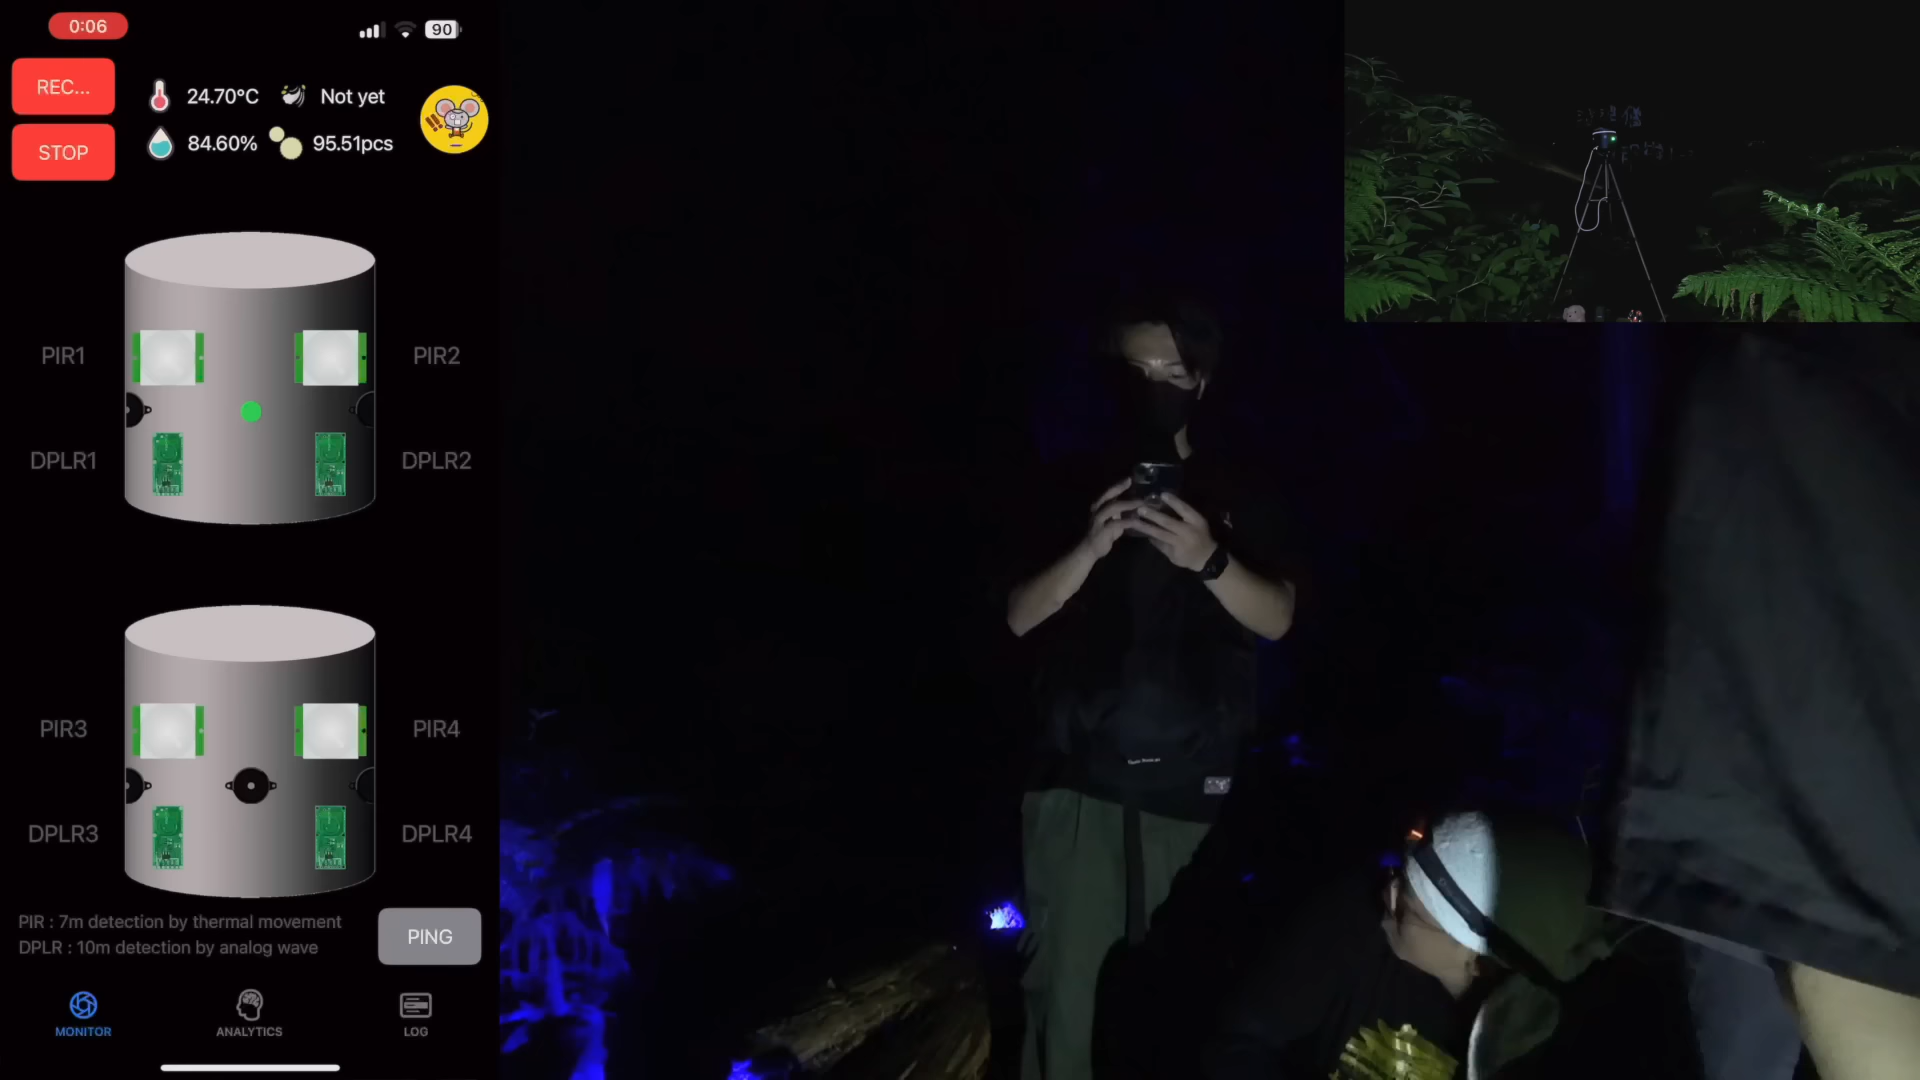 0:06
90
REC...
24.70°C
Not yet
STOP
84.60%
95.51pcs
PIR1
PIR2
DPLR1
DPLR2
PIR3
PIR4
DPLR3
DPLR4
PIR : 7m detection by thermal movement
DPLR : 10m detection by analog wave
PING
MONITOR
ANALYTICS
LOG